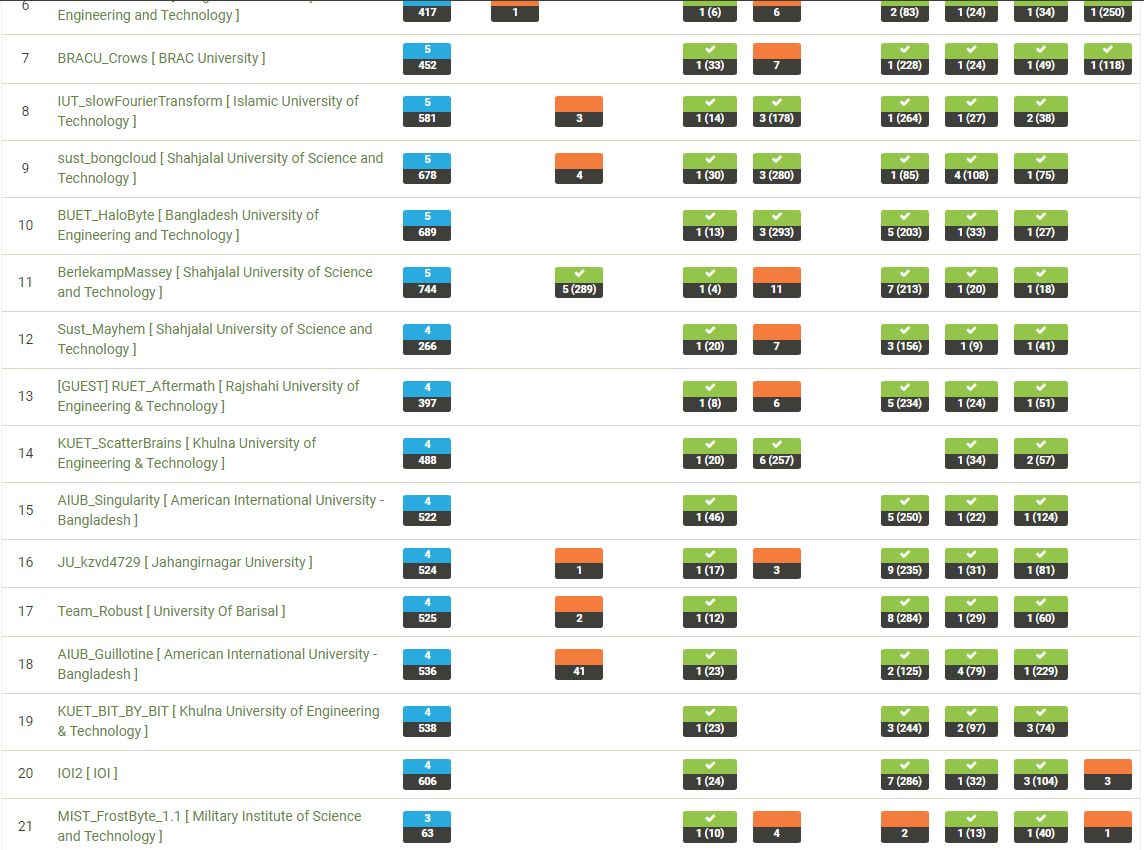 6 Engineering and Technology ] 417 1 1 (6) 6 2 (83) 1 (24) 1 (34) 1 (250)
7 BRACU_Crows [ BRAC University ] 5 452 1 (33) 7 1 (228) 1 (24) 1 (49) 1 (118)
8 IUT_slowFourierTransform [ Islamic University of
Technology ] 5 581 3 1 (14) 3 (178) 1 (264) 1 (27) 2 (38)
9 sust_bongcloud [ Shahjalal University of Science and
Technology ] 5 678 4 1 (30) 3 (280) 1 (85) 4 (108) 1 (75)
10 BUET_HaloByte [ Bangladesh University of
Engineering and Technology ] 5 689 1 (13) 3 (293) 5 (203) 1 (33) 1 (27)
11 BerlekampMassey [ Shahjalal University of Science
and Technology ] 5 744 5 (289) 1 (4) 11 7 (213) 1 (20) 1 (18)
12 Sust_Mayhem [ Shahjalal University of Science and
Technology ] 4 266 1 (20) 7 3 (156) 1 (9) 1 (41)
13 [GUEST] RUET_Aftermath [ Rajshahi University of
Engineering & Technology ] 4 397 1 (8) 6 5 (234) 1 (24) 1 (51)
14 KUET_ScatterBrains [ Khulna University of
Engineering & Technology ] 4 488 1 (20) 6 (257) 1 (34) 2 (57)
15 AIUB_Singularity [ American International University -
Bangladesh ] 4 522 1 (46) 5 (250) 1 (22) 1 (124)
16 JU_kzvd4729 [ Jahangirnagar University ] 4 524 1 1 (17) 3 9 (235) 1 (31) 1 (81)
17 Team_Robust [ University Of Barisal ] 4 525 2 1 (12) 8 (284) 1 (29) 1 (60)
18 AIUB_Guillotine [ American International University -
Bangladesh ] 4 536 41 1 (23) 2 (125) 4 (79) 1 (229)
19 KUET_BIT_BY_BIT [ Khulna University of Engineering
& Technology ] 4 538 1 (23) 3 (244) 2 (97) 3 (74)
20 IOI2 [ IOI ] 4 606 1 (24) 7 (286) 1 (32) 3 (104) 3
21 MIST_FrostByte_1.1 [ Military Institute of Science
and Technology ] 3 63 1 (10) 4 2 1 (13) 1 (40) 1